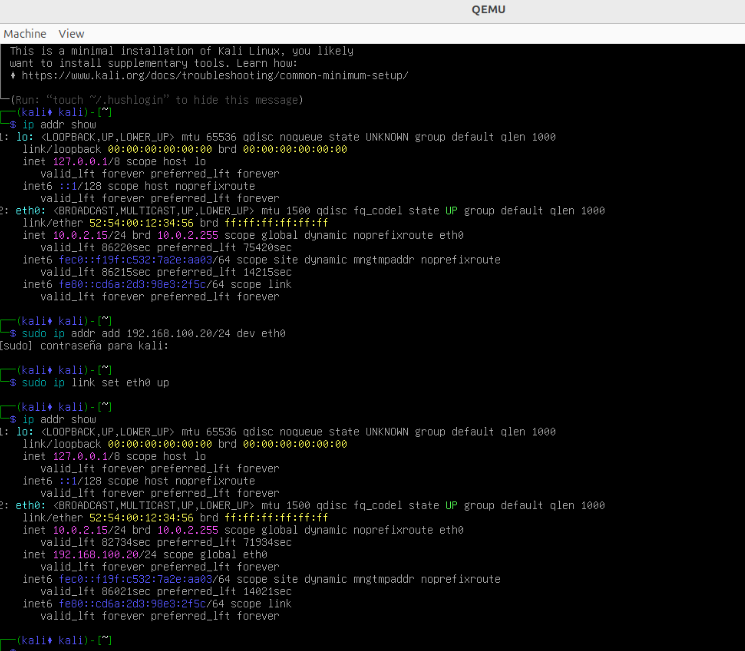 QEMU
Machine View
This is a minimal installation of Kali Linux, you likely
want to install supplementary tools. Learn how:
♦ https://www.kali.org/docs/troubleshooting/common-minimum-setup/
(Run: “touch ~/.hushlogin” to hide this message)
┌──(kali♦ kali)-[~]
└─$ ip addr show
1: lo: <LOOPBACK,UP,LOWER_UP> mtu 65536 qdisc noqueue state UNKNOWN group default qlen 1000
link/loopback 00:00:00:00:00:00 brd 00:00:00:00:00:00
inet 127.0.0.1/8 scope host lo
valid_lft forever preferred_lft forever
inet6 ::1/128 scope host noprefixroute
valid_lft forever preferred_lft forever
2: eth0: <BROADCAST,MULTICAST,UP,LOWER_UP> mtu 1500 qdisc fq_codel state UP group default qlen 1000
link/ether 52:54:00:12:34:56 brd ff:ff:ff:ff:ff:ff
inet 10.0.2.15/24 brd 10.0.2.255 scope global dynamic noprefixroute eth0
valid_lft 86220sec preferred_lft 75420sec
inet6 fec0::f19f:c532:7a2e:aa03/64 scope site dynamic mngtmpaddr noprefixroute
valid_lft 86215sec preferred_lft 14215sec
inet6 fe80::cd6a:2d3:98e3:2f5c/64 scope link
valid_lft forever preferred_lft forever
┌──(kali♦ kali)-[~]
└─$ sudo ip addr add 192.168.100.20/24 dev eth0
[sudo] contraseña para kali:
┌──(kali♦ kali)-[~]
└─$ sudo ip link set eth0 up
┌──(kali♦ kali)-[~]
└─$ ip addr show
1: lo: <LOOPBACK,UP,LOWER_UP> mtu 65536 qdisc noqueue state UNKNOWN group default qlen 1000
link/loopback 00:00:00:00:00:00 brd 00:00:00:00:00:00
inet 127.0.0.1/8 scope host lo
valid_lft forever preferred_lft forever
inet6 ::1/128 scope host noprefixroute
valid_lft forever preferred_lft forever
2: eth0: <BROADCAST,MULTICAST,UP,LOWER_UP> mtu 1500 qdisc fq_codel state UP group default qlen 1000
link/ether 52:54:00:12:34:56 brd ff:ff:ff:ff:ff:ff
inet 10.0.2.15/24 brd 10.0.2.255 scope global dynamic noprefixroute eth0
valid_lft 82734sec preferred_lft 71934sec
inet 192.168.100.20/24 scope global eth0
valid_lft forever preferred_lft forever
inet6 fec0::f19f:c532:7a2e:aa03/64 scope site dynamic mngtmpaddr noprefixroute
valid_lft 86021sec preferred_lft 14021sec
inet6 fe80::cd6a:2d3:98e3:2f5c/64 scope link
valid_lft forever preferred_lft forever
┌──(kali♦ kali)-[~]